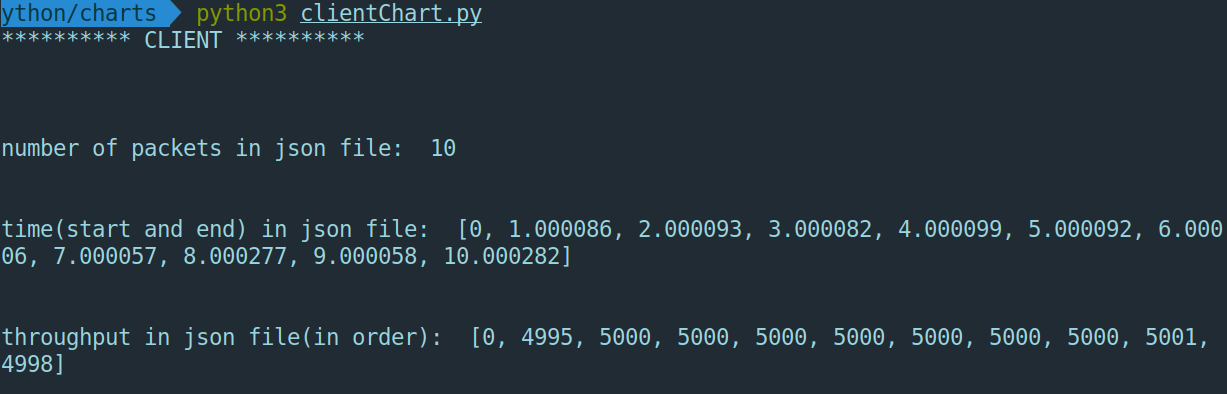 ython/charts python3 clientChart.py
********** CLIENT **********
number of packets in json file:  10
time(start and end) in json file:  [0, 1.000086, 2.000093, 3.000082, 4.000099, 5.000092, 6.000
06, 7.000057, 8.000277, 9.000058, 10.000282]
throughput in json file(in order):  [0, 4995, 5000, 5000, 5000, 5000, 5000, 5000, 5000, 5001,
4998]